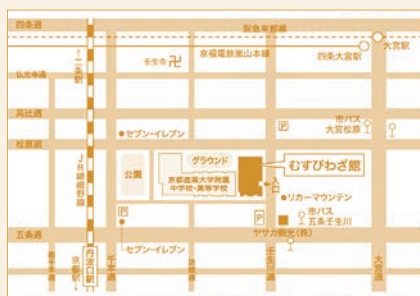 四条通
阪急京都線
大宮駅
京福電鉄嵐山本線
四条大宮駅
壬生寺
仏光寺通
↑二条駅
高辻通
市バス
大宮松原
P
セブン-イレブン
松原通
グラウンド
むすびわざ館
公園
京都産業大学附属
中学校・高等学校
入口
JR嵯峨野線
リカーマウンテン
P
P
市バス
五条壬生川
五条通
ヤサカ観光(株)
セブン-イレブン
丹波口駅
京都駅↓
千本通
壬生川通
大宮通